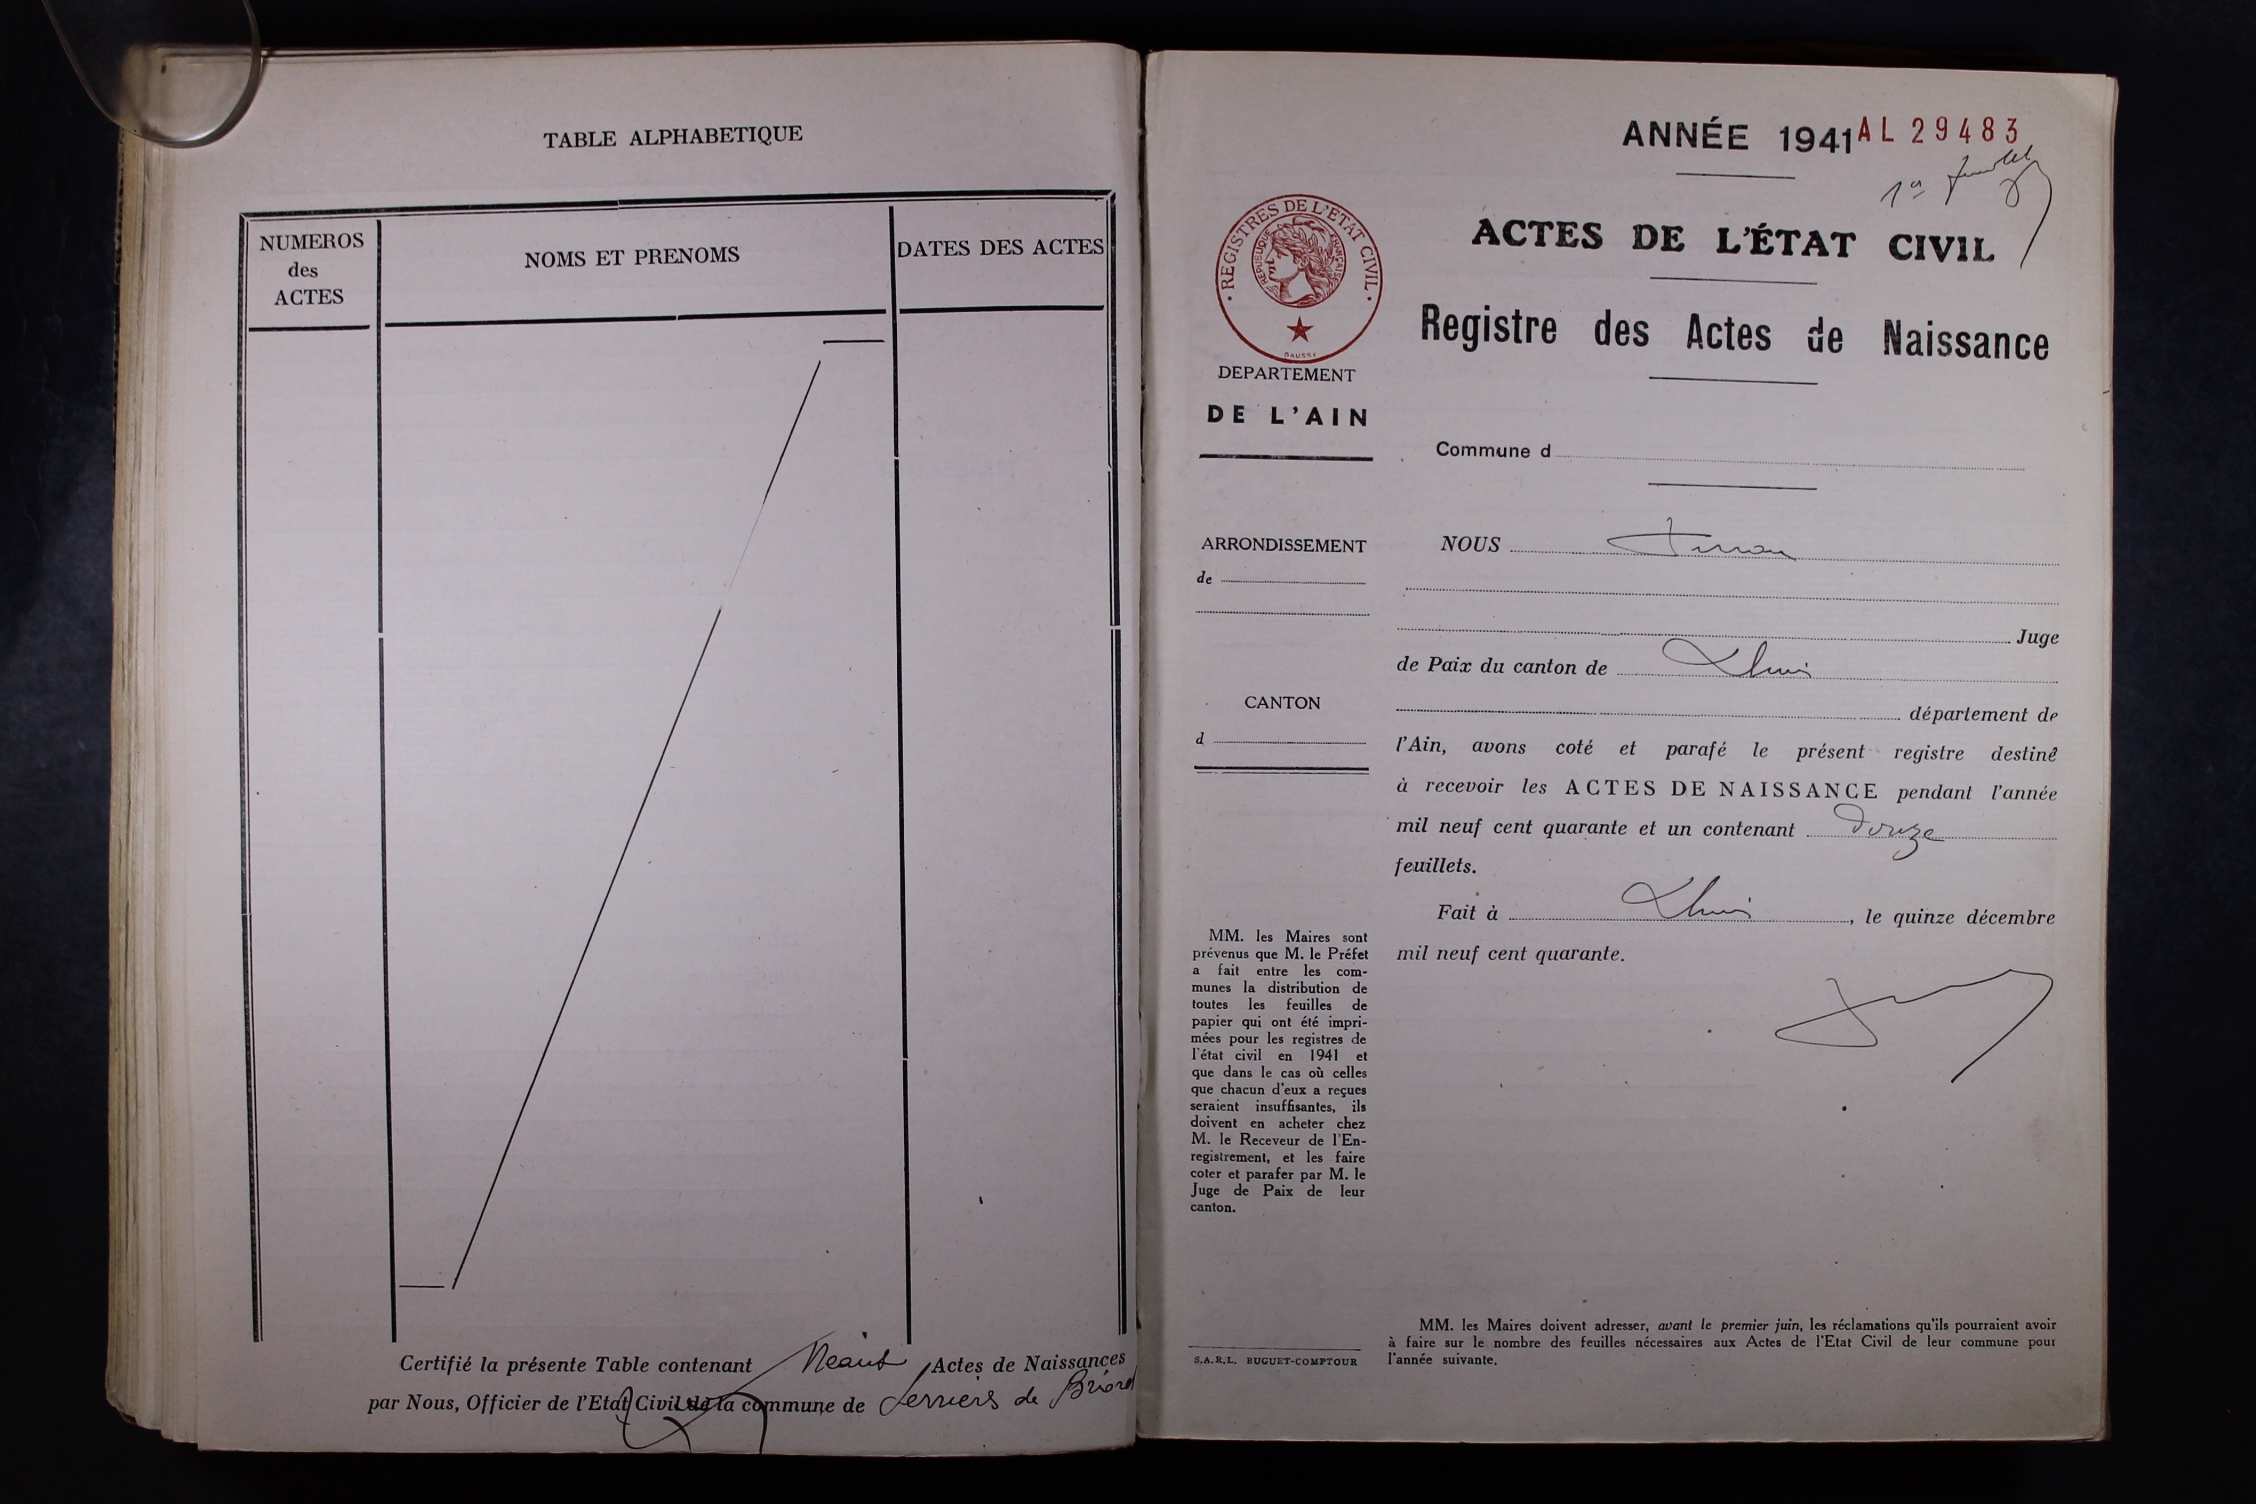 TABLE ALPHABETIQUE
NUMEROS
des
ACTES
NOMS ET PRENOMS
DATES DES ACTES
Certifié la présente Table contenant Néant Actes de Naissances
par Nous, Officier de l'Etat Civil de la commune de Serrières de Briord
ANNÉE 1941 AL 29483
1er feuillet
ACTES DE L'ÉTAT CIVIL
Registre des Actes de Naissance
REGISTRES DE L'ETAT CIVIL
REPUBLIQUE FRANÇAISE
DEPARTEMENT
DE L'AIN
Commune d
ARRONDISSEMENT
de
CANTON
d
MM. les Maires sont
prévenus que M. le Préfet
a fait entre les com-
munes la distribution de
toutes les feuilles de
papier qui ont été impri-
mées pour les registres de
l'état civil en 1941 et
que dans le cas où celles
que chacun d'eux a reçues
seraient insuffisantes, ils
doivent en acheter chez
M. le Receveur de l'En-
registrement, et les faire
coter et parafer par M. le
Juge de Paix de leur
canton.
S.A.R.L. BUGUET-COMPTOUR
NOUS
Juge
de Paix du canton de Lhuis
département de
l'Ain, avons coté et parafé le présent registre destiné
à recevoir les ACTES DE NAISSANCE pendant l'année
mil neuf cent quarante et un contenant douze
feuillets.
Fait à Lhuis, le quinze décembre
mil neuf cent quarante.
MM. les Maires doivent adresser, avant le premier juin, les réclamations qu'ils pourraient avoir
à faire sur le nombre des feuilles nécessaires aux Actes de l'Etat Civil de leur commune pour
l'année suivante.